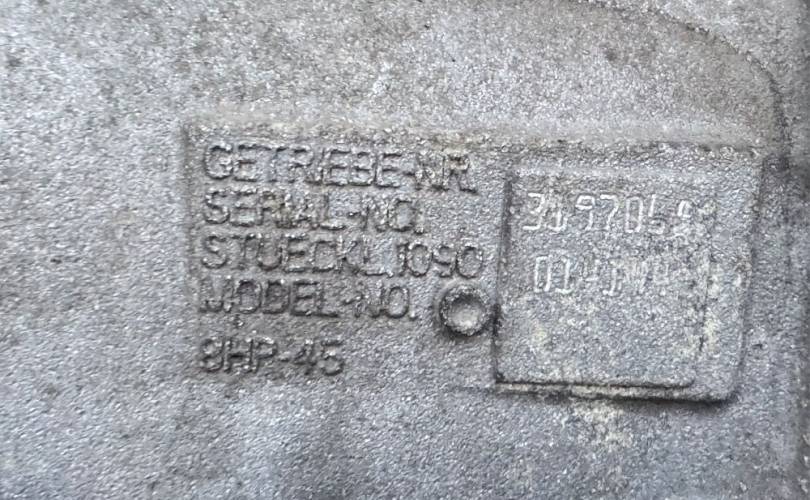 GETRIEBE-NR.
SERIAL-NO.
STUECKL.1090
MODEL-NO.
8HP-45